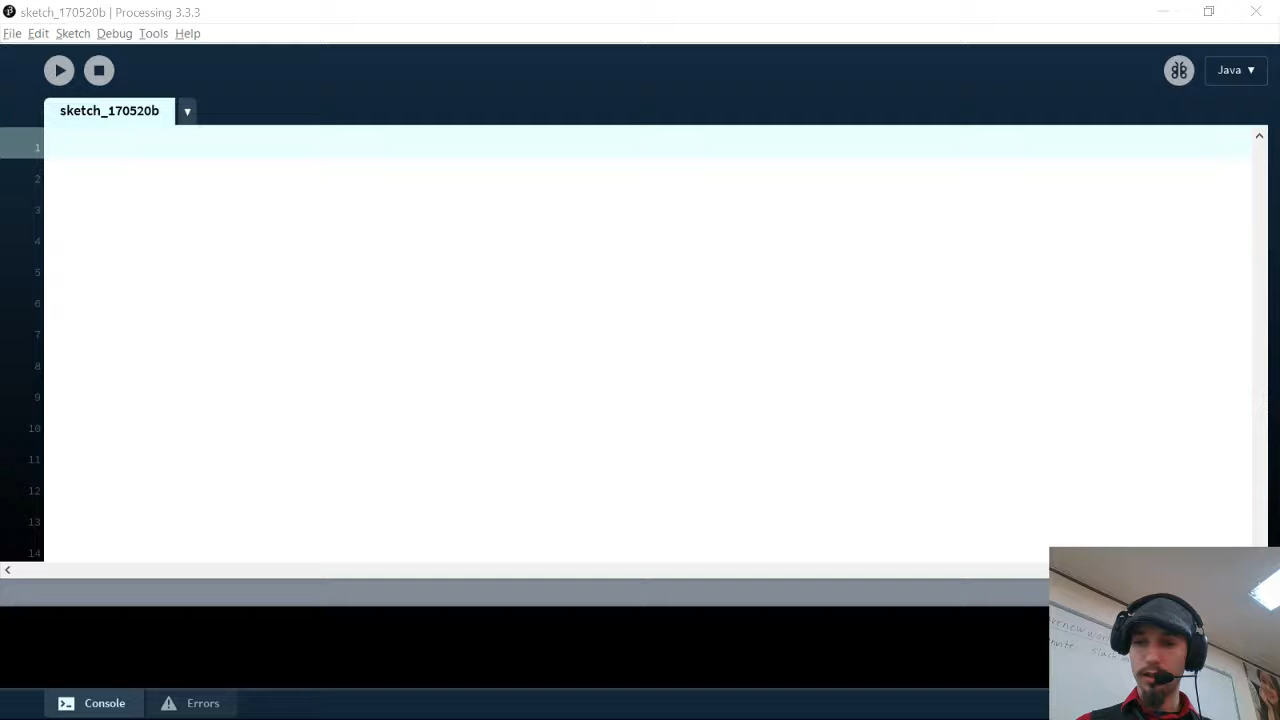 sketch_170520b | Processing 3.3.3
File Edit Sketch Debug Tools Help
Java ▼
sketch_170520b ▼
1
2
3
4
5
6
7
8
9
10
11
12
13
14
Console Errors